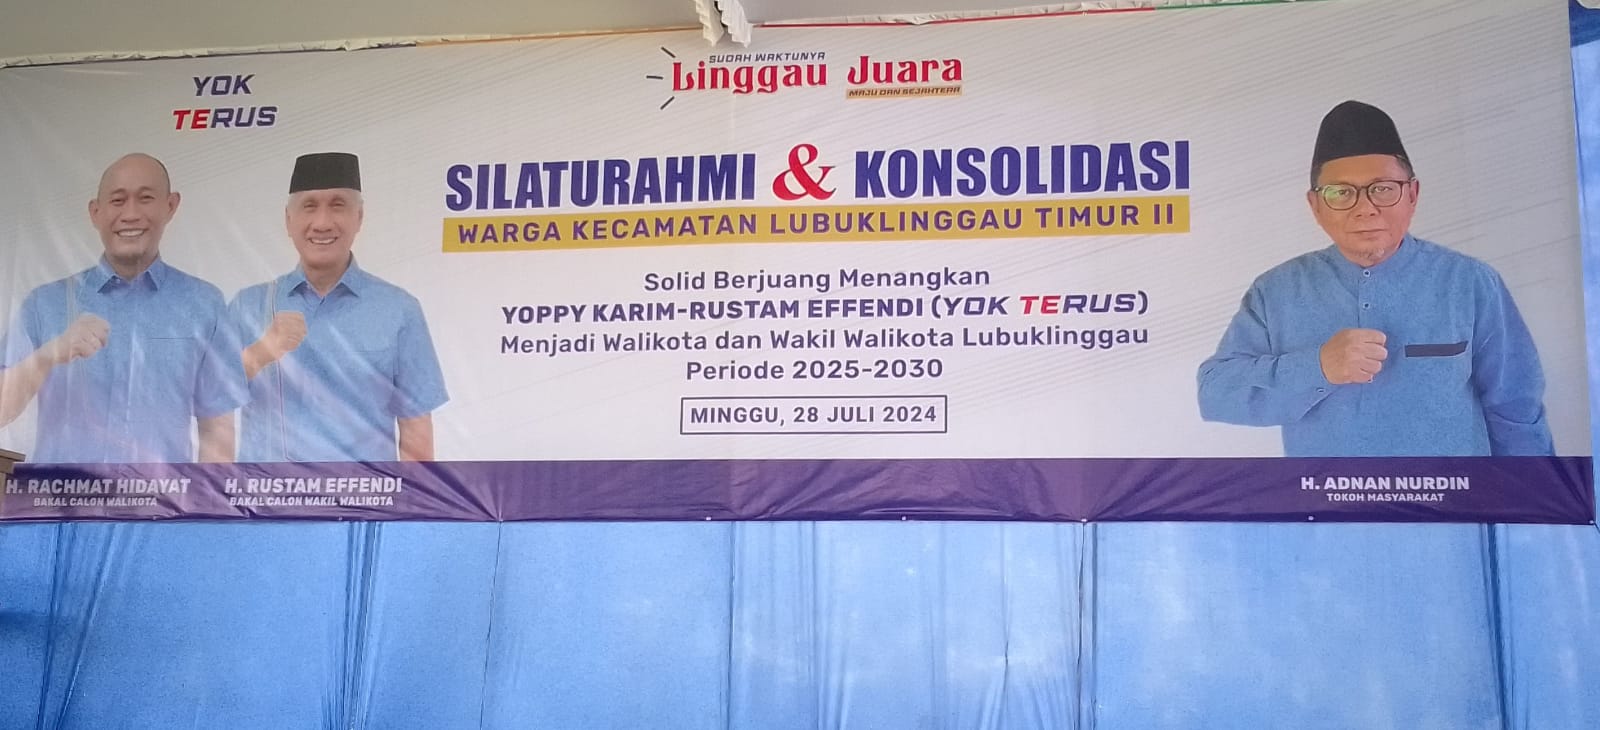 YOK
TERUS
SUDAH WAKTUNYA
Linggau Juara
MAJU DAN SEJAHTERA
SILATURAHMI & KONSOLIDASI
WARGA KECAMATAN LUBUKLINGGAU TIMUR II
Solid Berjuang Menangkan
YOPPY KARIM-RUSTAM EFFENDI (YOK TERUS)
Menjadi Walikota dan Wakil Walikota Lubuklinggau
Periode 2025-2030
MINGGU, 28 JULI 2024
H. RACHMAT HIDAYAT
BAKAL CALON WALIKOTA
H. RUSTAM EFFENDI
BAKAL CALON WAKIL WALIKOTA
H. ADNAN NURDIN
TOKOH MASYARAKAT